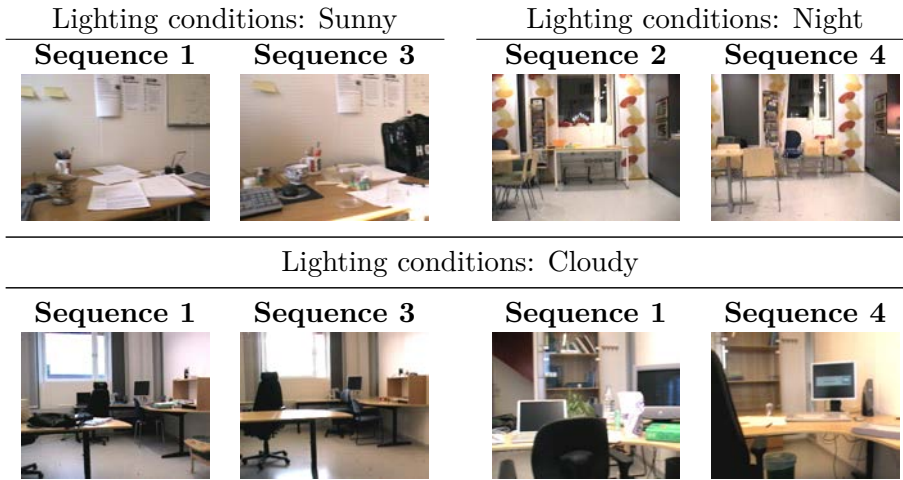 Lighting conditions: Sunny
Lighting conditions: Night
Sequence 1
Sequence 3
Sequence 2
Sequence 4
Lighting conditions: Cloudy
Sequence 1
Sequence 3
Sequence 1
Sequence 4